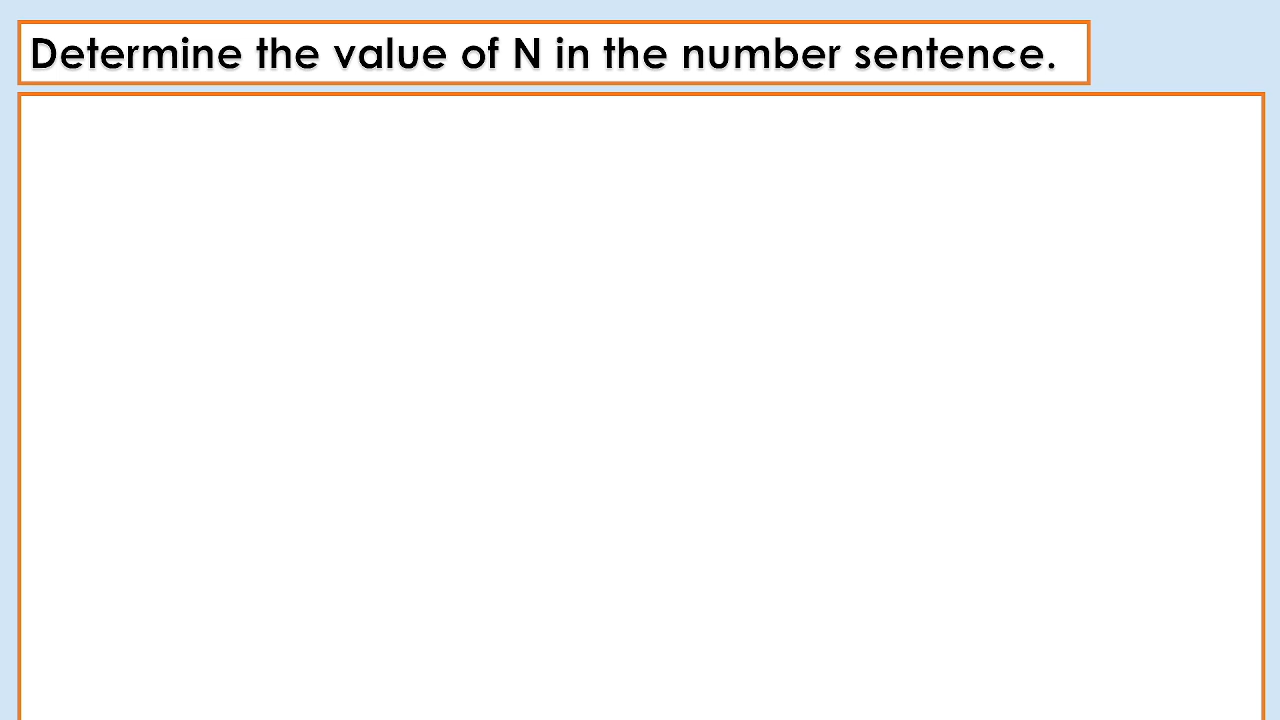 Determine the value of N in the number sentence.